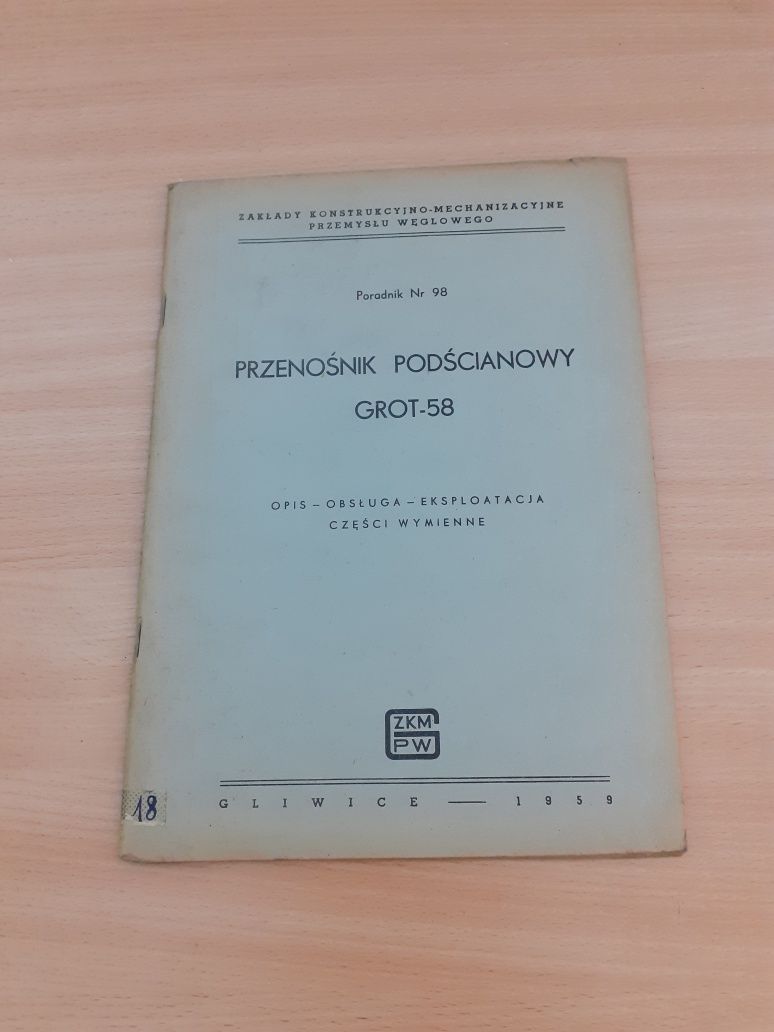 ZAKŁADY KONSTRUKCYJNO-MECHANIZACYJNE
PRZEMYSŁU WĘGLOWEGO
Poradnik Nr 98
PRZENOŚNIK PODŚCIANOWY
GROT-58
OPIS – OBSŁUGA – EKSPLOATACJA
CZĘŚCI WYMIENNE
ZKM
PW
GLIWICE — 1959
18